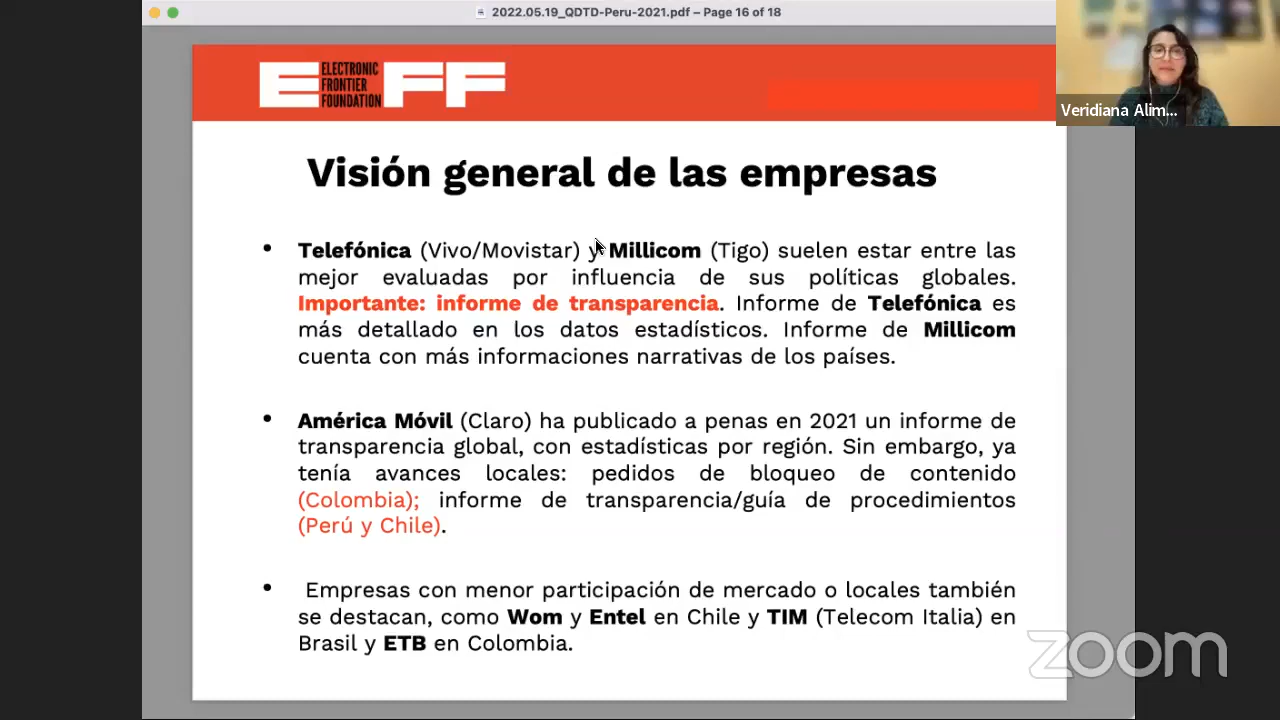 2022.05.19_QDTD-Peru-2021.pdf – Page 16 of 18
ELECTRONIC
FRONTIER
FOUNDATION
EFF
Veridiana Alim...
Visión general de las empresas
• Telefónica (Vivo/Movistar) y Millicom (Tigo) suelen estar entre las
mejor evaluadas por influencia de sus políticas globales.
Importante: informe de transparencia. Informe de Telefónica es
más detallado en los datos estadísticos. Informe de Millicom
cuenta con más informaciones narrativas de los países.
• América Móvil (Claro) ha publicado a penas en 2021 un informe de
transparencia global, con estadísticas por región. Sin embargo, ya
tenía avances locales: pedidos de bloqueo de contenido
(Colombia); informe de transparencia/guía de procedimientos
(Perú y Chile).
• Empresas con menor participación de mercado o locales también
se destacan, como Wom y Entel en Chile y TIM (Telecom Italia) en
Brasil y ETB en Colombia.
zoom